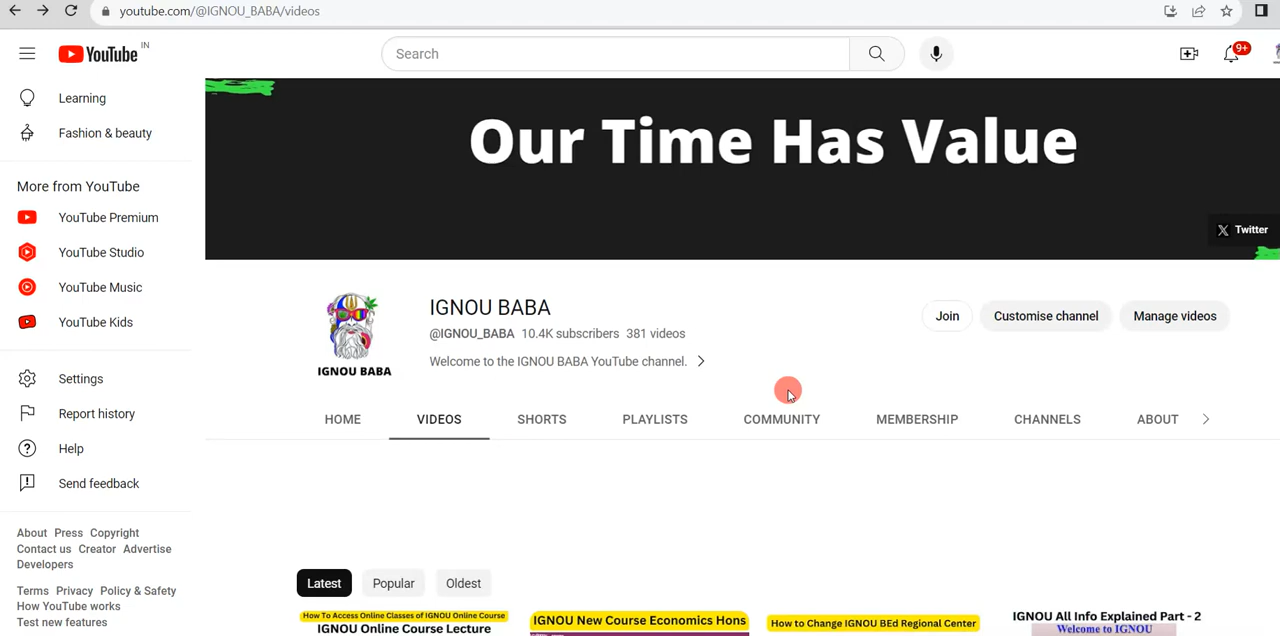 youtube.com/@IGNOU_BABA/videos
YouTube IN
Search
9+
Learning
Fashion & beauty
More from YouTube
YouTube Premium
YouTube Studio
YouTube Music
YouTube Kids
Settings
Report history
Help
Send feedback
About Press Copyright
Contact us Creator Advertise
Developers
Terms Privacy Policy & Safety
How YouTube works
Test new features
Our Time Has Value
Twitter
IGNOU BABA
IGNOU BABA
@IGNOU_BABA 10.4K subscribers 381 videos
Welcome to the IGNOU BABA YouTube channel.
Join Customise channel Manage videos
HOME VIDEOS SHORTS PLAYLISTS COMMUNITY MEMBERSHIP CHANNELS ABOUT
Latest Popular Oldest
How To Access Online Classes of IGNOU Online Course
IGNOU Online Course Lecture
IGNOU New Course Economics Hons
How to Change IGNOU BEd Regional Center
IGNOU All Info Explained Part - 2
Welcome to IGNOU